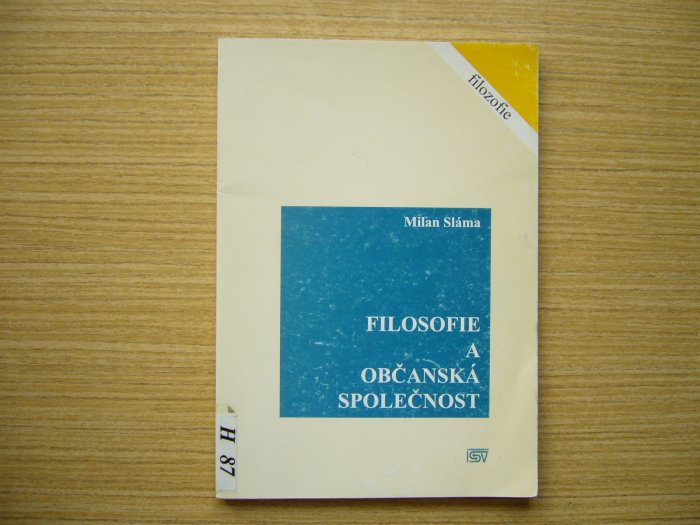 filozofie
Milan Sláma
FILOSOFIE
A
OBČANSKÁ
SPOLEČNOST
ISV
H 87